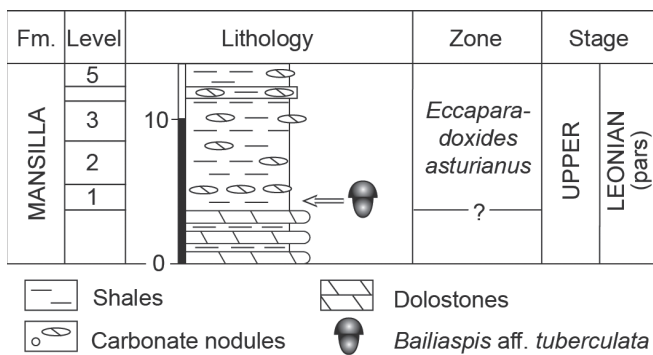 Fm. Level Lithology Zone Stage
MANSILLA
5
3
2
1
10
0
Eccapara-
doxides
asturianus
?
UPPER
LEONIAN
(pars)
Shales
Dolostones
Carbonate nodules
Bailiaspis aff. tuberculata